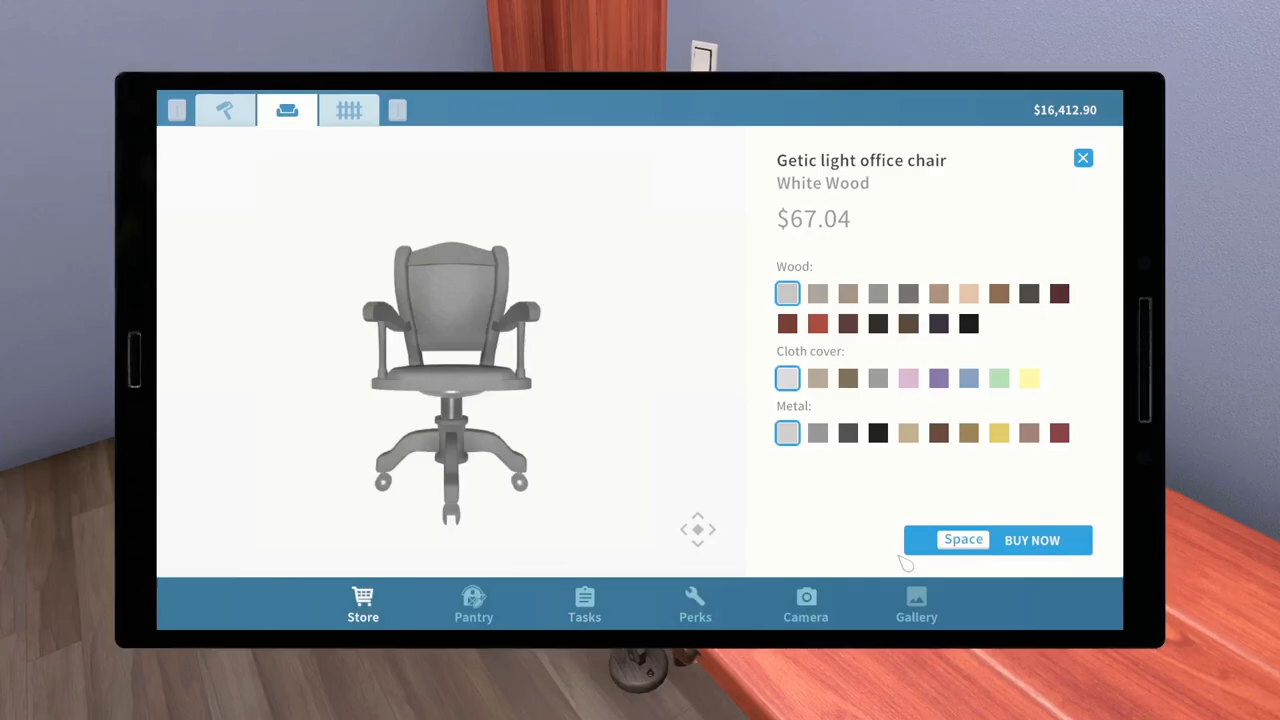 $16,412.90
Getic light office chair
White Wood
$67.04
Wood:
Cloth cover:
Metal:
Space BUY NOW
Store Pantry Tasks Perks Camera Gallery